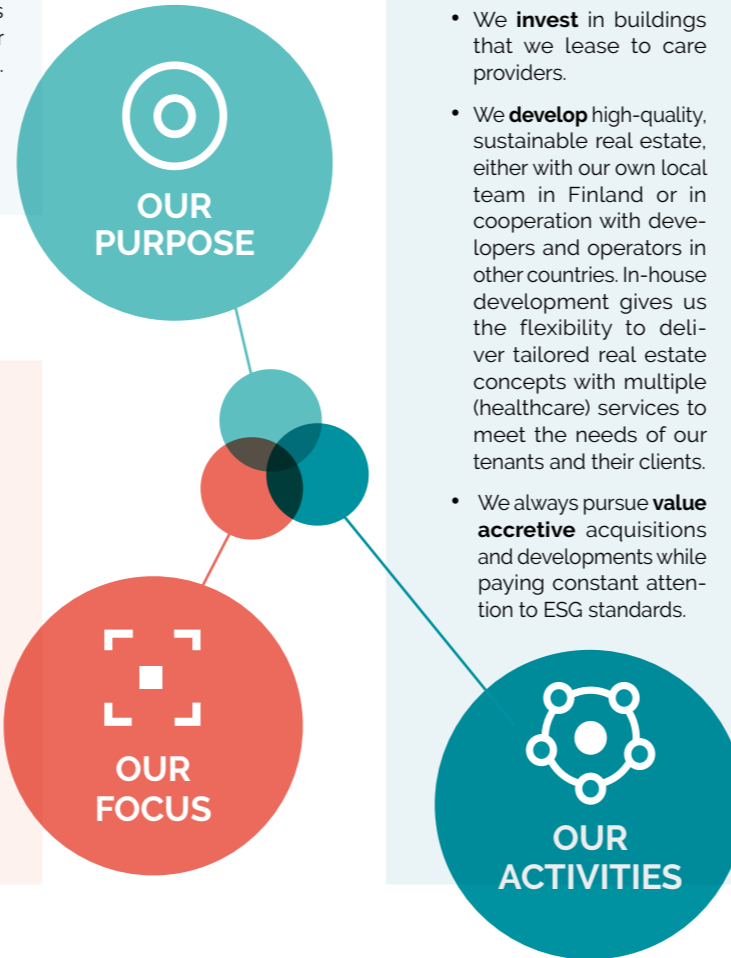 s
r
.
OUR
PURPOSE
OUR
FOCUS
• We invest in buildings
that we lease to care
providers.
• We develop high-quality,
sustainable real estate,
either with our own local
team in Finland or in
cooperation with deve-
lopers and operators in
other countries. In-house
development gives us
the flexibility to deli-
ver tailored real estate
concepts with multiple
(healthcare) services to
meet the needs of our
tenants and their clients.
• We always pursue value
accretive acquisitions
and developments while
paying constant atten-
tion to ESG standards.
OUR
ACTIVITIES